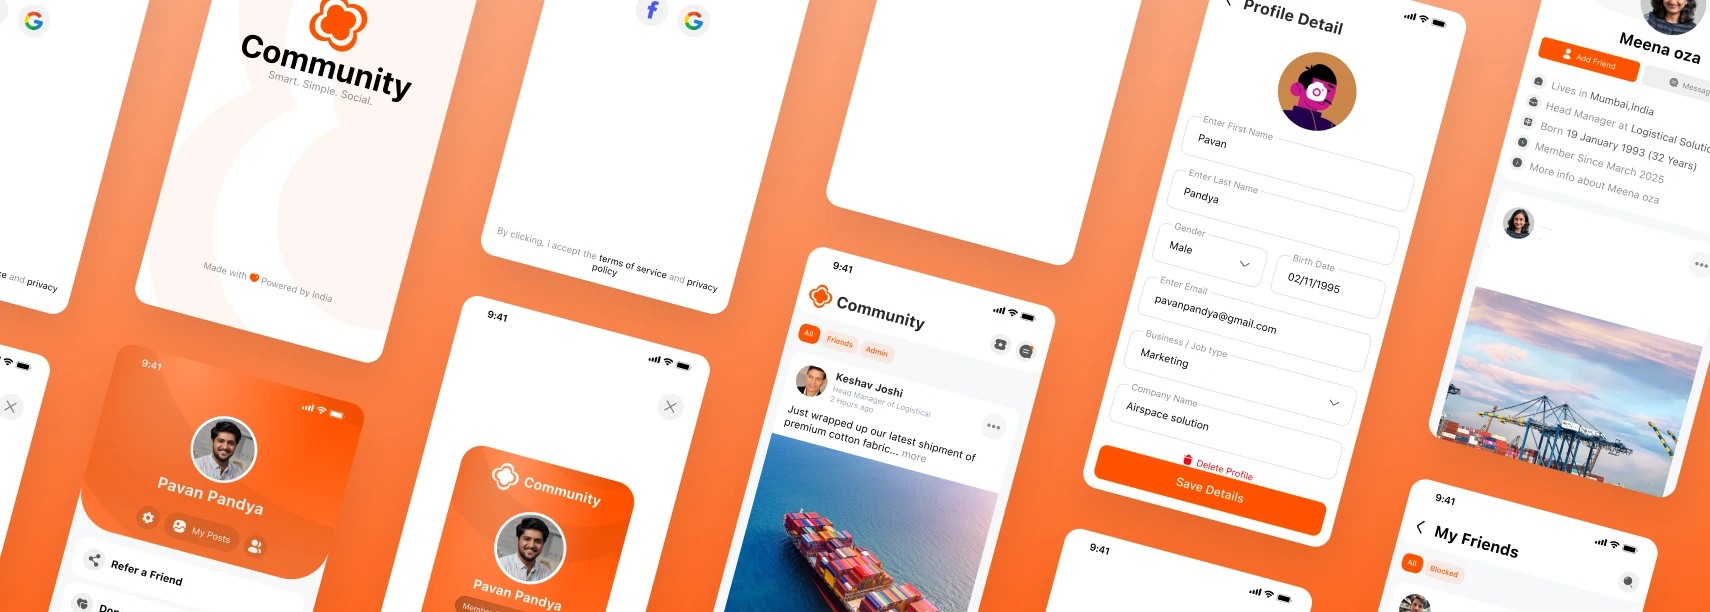 ce and privacy
Community
Smart. Simple. Social.
Made with Powered by India
9:41
Pavan Pandya
My Posts
Refer a Friend
By clicking, i accept the terms of service and privacy
policy
9:41
Community
Pavan Pandya
9:41
Community
All
Friends
Admin
Keshav Joshi
Head Manager of Logistical
2 Hours ago
Just wrapped up our latest shipment of
premium cotton fabric... more
Profile Detail
Enter First Name
Pavan
Enter Last Name
Pandya
Gender
Male
Birth Date
02/11/1995
Enter Email
pavanpandya@gmail.com
Business / Job type
Marketing
Company Name
Airspace solution
Delete Profile
Save Details
9:41
Meena oza
Add Friend
Messag
Lives in Mumbai,India
Head Manager at Logistical Solutio
Born 19 January 1993 (32 Years)
Member Since March 2025
More info about Meena oza
9:41
My Friends
All
Blocked